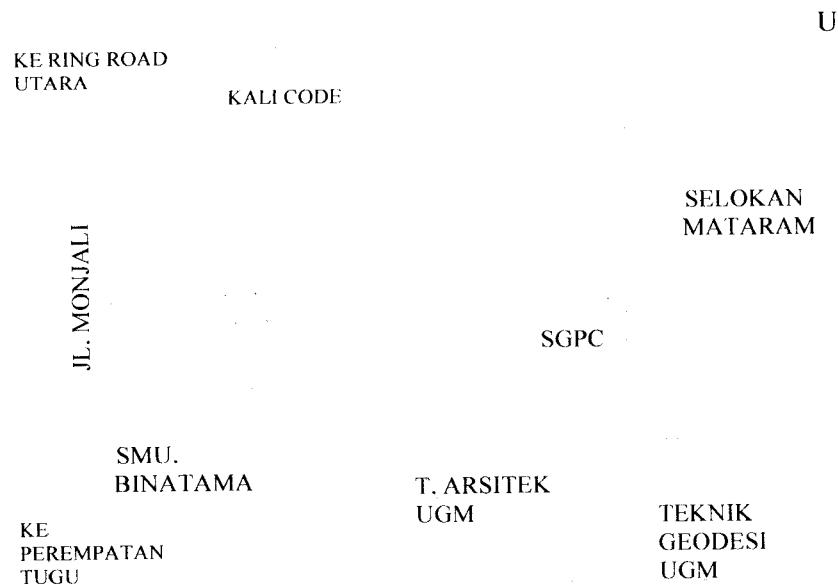 U
KE RING ROAD
UTARA
KALI CODE
SELOKAN
MATARAM
JL. MONJALI
SGPC
SMU.
BINATAMA
T. ARSITEK
UGM
TEKNIK
GEODESI
UGM
KE
PEREMPATAN
TUGU